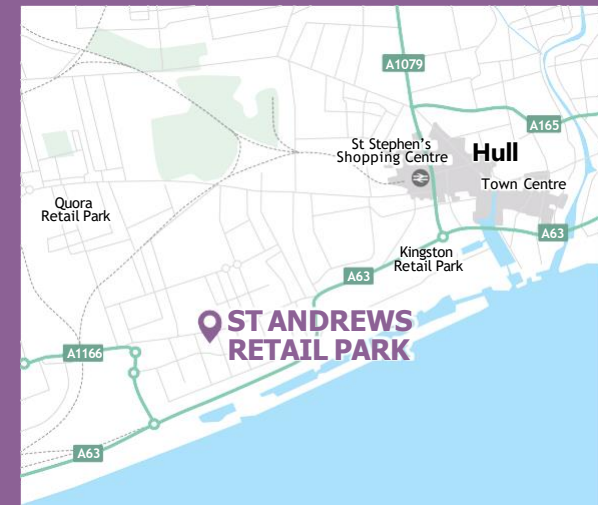 A1079
A165
St Stephen's
Shopping Centre
Hull
Town Centre
Quora
Retail Park
A63
Kingston
Retail Park
A63
ST ANDREWS
RETAIL PARK
A1166
A63